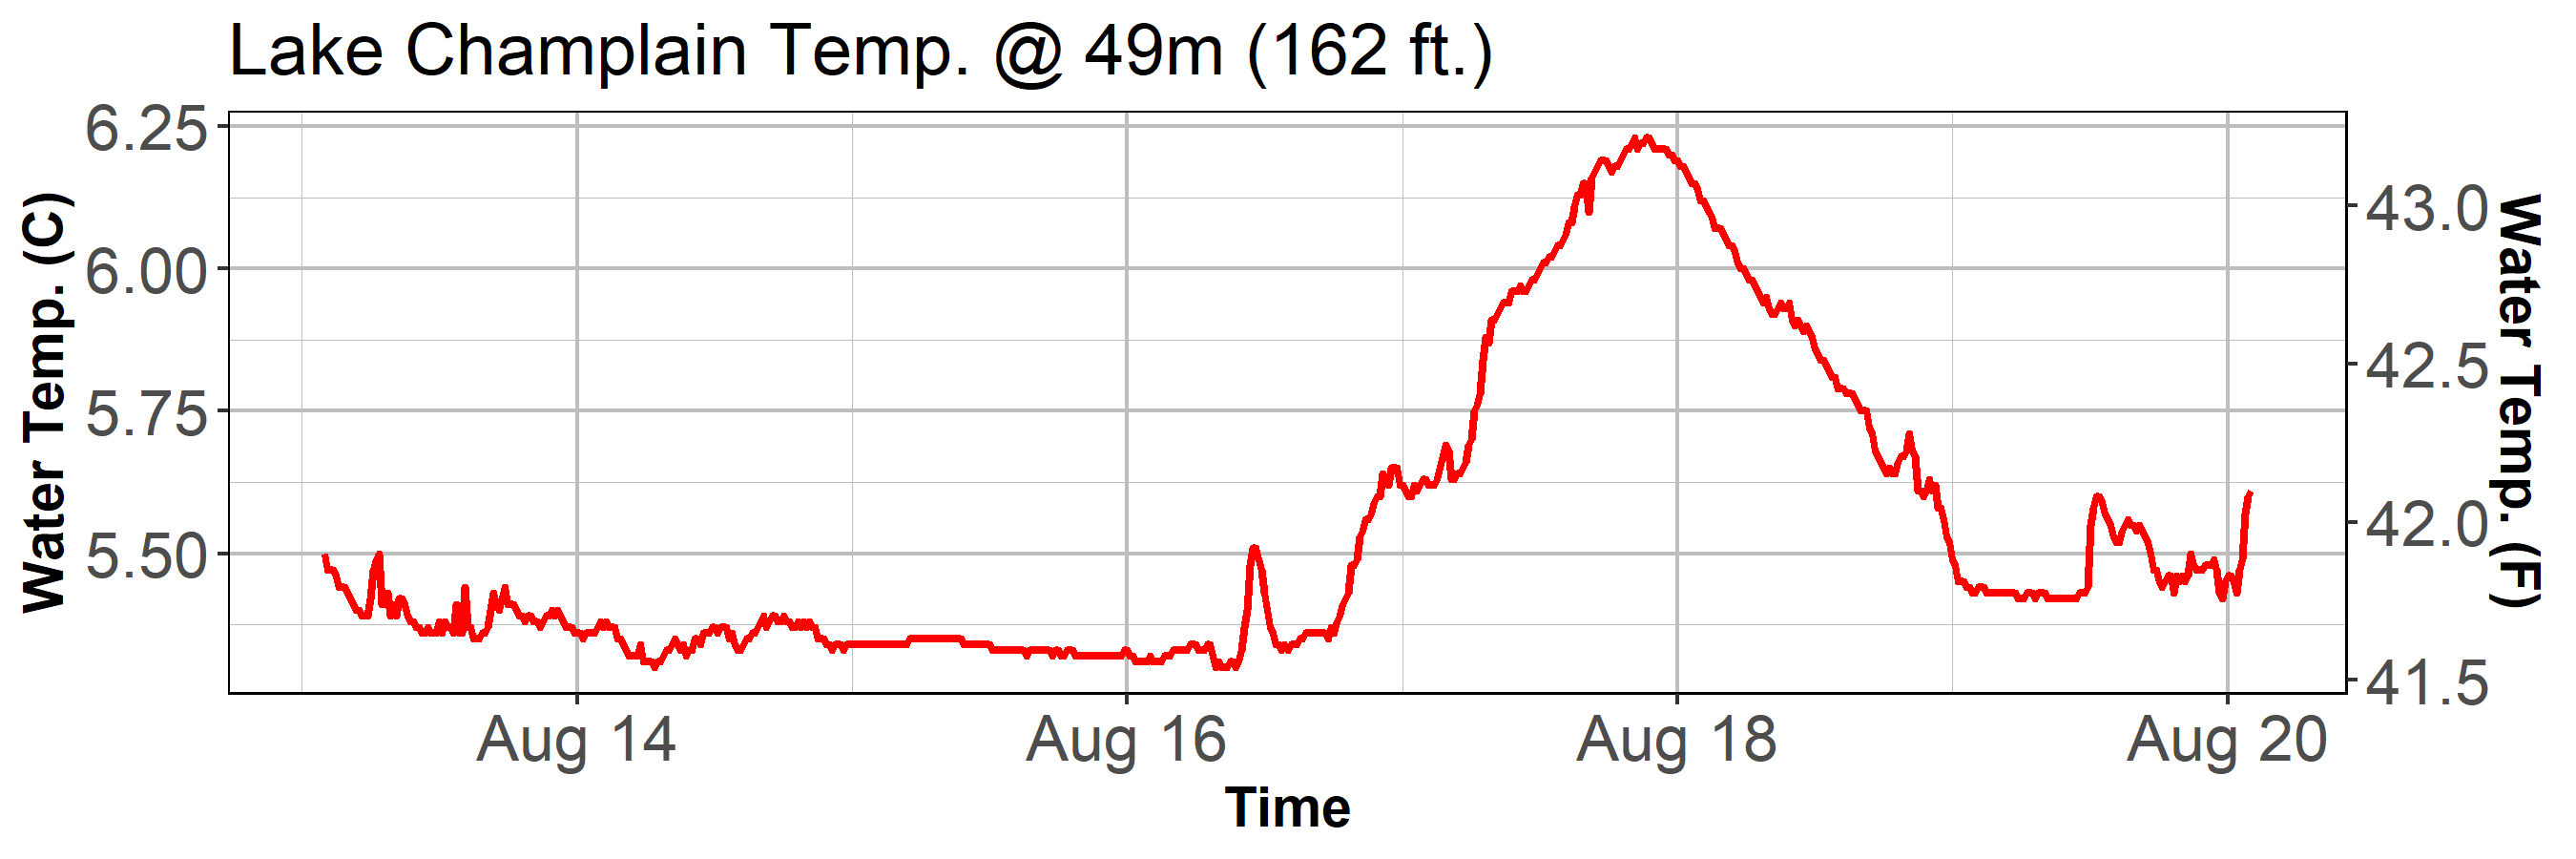 Lake Champlain Temp. @ 49m (162 ft.)
Water Temp. (C)
6.25
6.00
5.75
5.50
43.0
42.5
42.0
41.5
Water Temp. (F)
Aug 14 Aug 16 Aug 18 Aug 20
Time